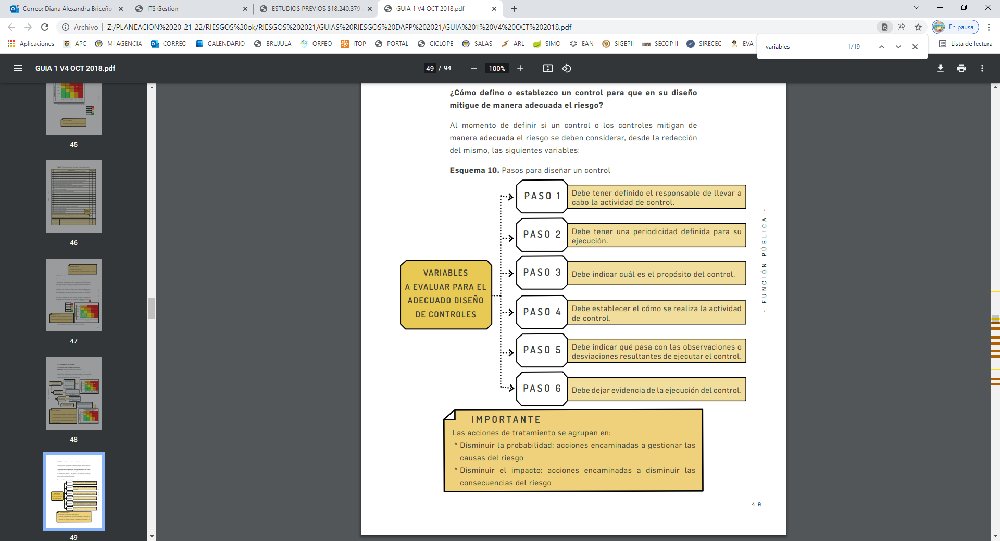 Correo: Diana Alexandra Briceño
ITS Gestion
ESTUDIOS PREVIOS $18.240.379
GUIA 1 V4 OCT 2018.pdf
Archivo
Z:/PLANEACION%2020-21-22/RIESGOS%20ok/RIESGOS%202021/GUIAS%20RIESGOS%20DAFP%202021/GUIA%201%20V4%20OCT%202018.pdf
En pausa
Aplicaciones
APC
MI AGENCIA
CORREO
CALENDARIO
BRUJULA
ORFEO
ITOP
PORTAL
CICLOPE
SALAS
ARL
SIMO
EAN
SIGEPII
SECOP II
SIRECEC
EVA
Lista de lectura
variables
1/19
GUIA 1 V4 OCT 2018.pdf
49 / 94
100%
45
46
47
48
49
¿Cómo defino o establezco un control para que en su diseño
mitigue de manera adecuada el riesgo?
Al momento de definir si un control o los controles mitigan de
manera adecuada el riesgo se deben considerar, desde la redacción
del mismo, las siguientes variables:
Esquema 10. Pasos para diseñar un control
VARIABLES
A EVALUAR PARA EL
ADECUADO DISEÑO
DE CONTROLES
PASO 1
Debe tener definido el responsable de llevar a
cabo la actividad de control.
PASO 2
Debe tener una periodicidad definida para su
ejecución.
PASO 3
Debe indicar cuál es el propósito del control.
PASO 4
Debe establecer el cómo se realiza la actividad
de control.
PASO 5
Debe indicar qué pasa con las observaciones o
desviaciones resultantes de ejecutar el control.
PASO 6
Debe dejar evidencia de la ejecución del control.
- FUNCIÓN PÚBLICA -
IMPORTANTE
Las acciones de tratamiento se agrupan en:
* Disminuir la probabilidad: acciones encaminadas a gestionar las
causas del riesgo
* Disminuir el impacto: acciones encaminadas a disminuir las
consecuencias del riesgo
49